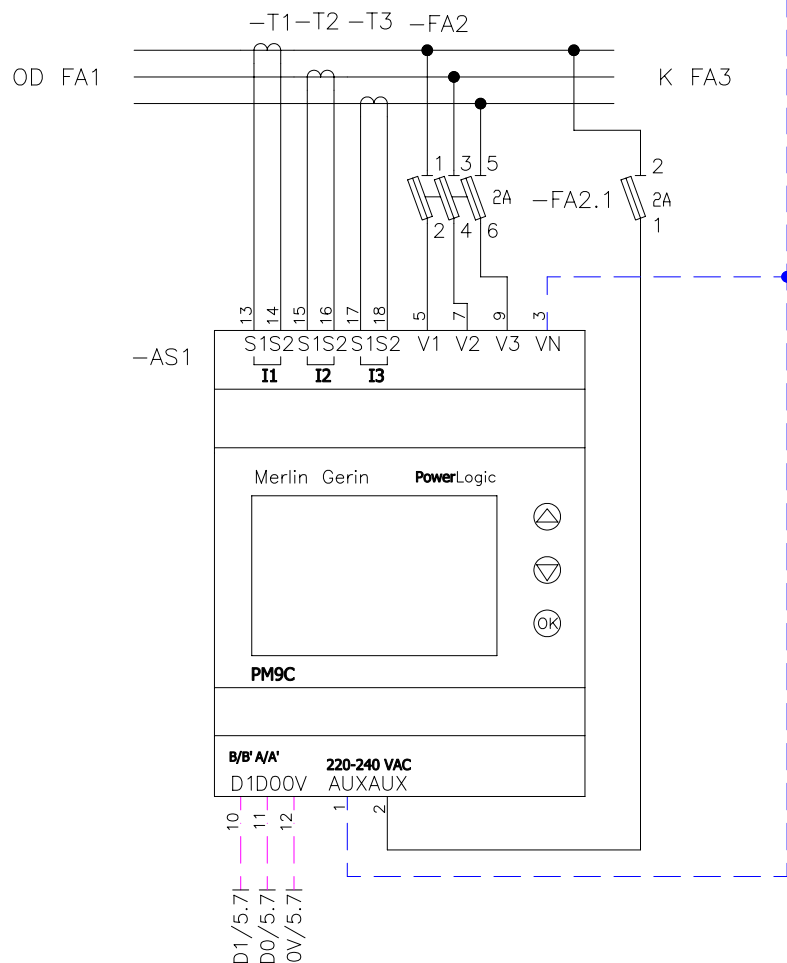 -T1-T2 -T3 -FA2
OD FA1
K FA3
1 3 5
2A
2 4 6
-FA2.1
2
2A
1
13 14 15 16 17 18 5 7 9 3
-AS1
S1S2 S1S2 S1S2 V1 V2 V3 VN
I1 I2 I3
Merlin Gerin
PowerLogic
OK
PM9C
B/B' A/A'
220-240 VAC
D1D00V
AUXAUX
10 11 12 1 2
D1/5.7
D0/5.7
0V/5.7